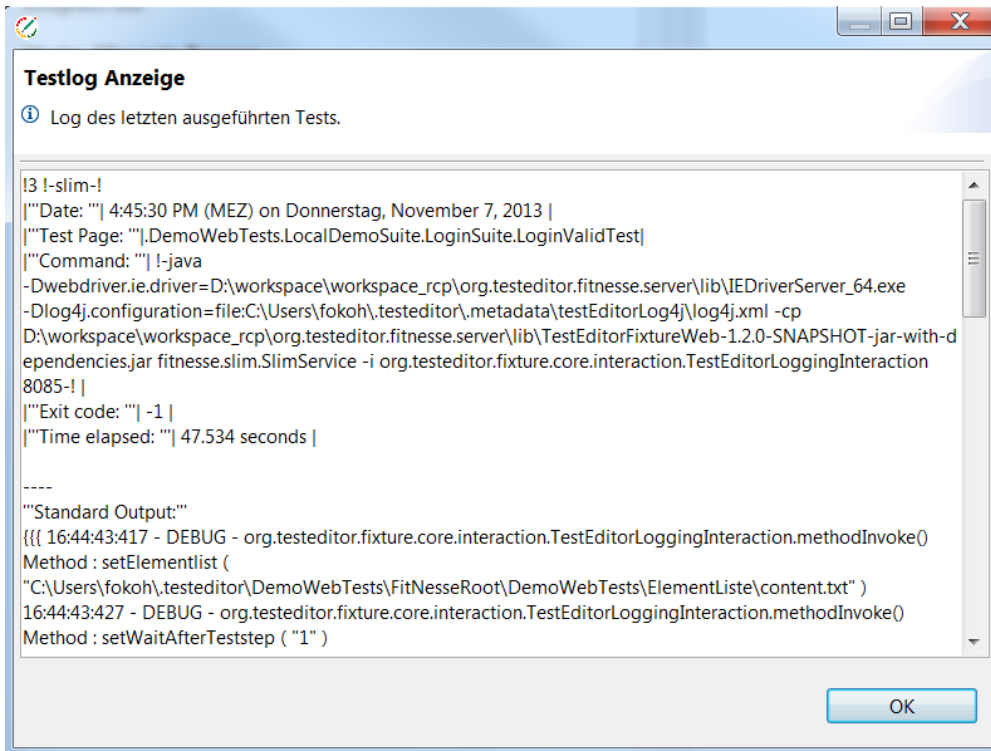 Testlog Anzeige
Log des letzten ausgeführten Tests.
!3 !-slim-!
|'''Date: '''| 4:45:30 PM (MEZ) on Donnerstag, November 7, 2013 |
|'''Test Page: '''|.DemoWebTests.LocalDemoSuite.LoginSuite.LoginValidTest|
|'''Command: '''| !-java
-Dwebdriver.ie.driver=D:\workspace\workspace_rcp\org.testeditor.fitnesse.server\lib\IEDriverServer_64.exe
-Dlog4j.configuration=file:C:\Users\fokoh\.testeditor\.metadata\testEditorLog4j\log4j.xml -cp
D:\workspace\workspace_rcp\org.testeditor.fitnesse.server\lib\TestEditorFixtureWeb-1.2.0-SNAPSHOT-jar-with-d
ependencies.jar fitnesse.slim.SlimService -i org.testeditor.fixture.core.interaction.TestEditorLoggingInteraction
8085-! |
|'''Exit code: '''| -1 |
|'''Time elapsed: '''| 47.534 seconds |
----
'''Standard Output:'''
{{{ 16:44:43:417 - DEBUG - org.testeditor.fixture.core.interaction.TestEditorLoggingInteraction.methodInvoke()
Method : setElementlist (
"C:\Users\fokoh\.testeditor\DemoWebTests\FitNesseRoot\DemoWebTests\ElementListe\content.txt" )
16:44:43:427 - DEBUG - org.testeditor.fixture.core.interaction.TestEditorLoggingInteraction.methodInvoke()
Method : setWaitAfterTeststep ( "1" )
OK